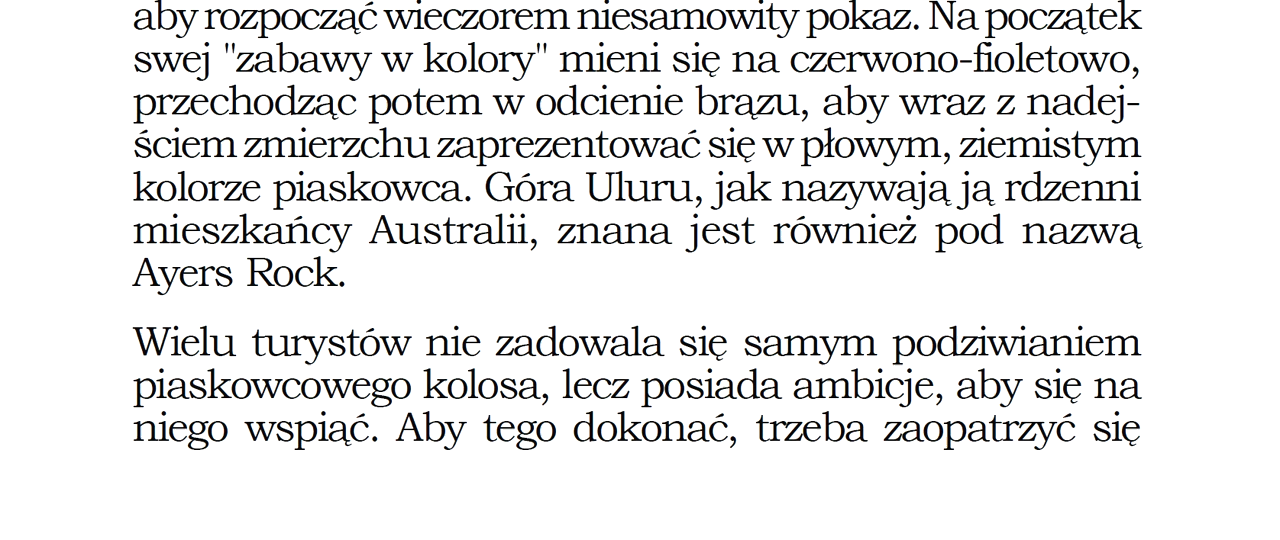 aby rozpocząć wieczorem niesamowity pokaz. Na początek
swej "zabawy w kolory" mieni się na czerwono-fioletowo,
przechodząc potem w odcienie brązu, aby wraz z nadej-
ściem zmierzchu zaprezentować się w płowym, ziemistym
kolorze piaskowca. Góra Uluru, jak nazywają ją rdzenni
mieszkańcy Australii, znana jest również pod nazwą
Ayers Rock.
Wielu turystów nie zadowala się samym podziwianiem
piaskowcowego kolosa, lecz posiada ambicje, aby się na
niego wspiąć. Aby tego dokonać, trzeba zaopatrzyć się